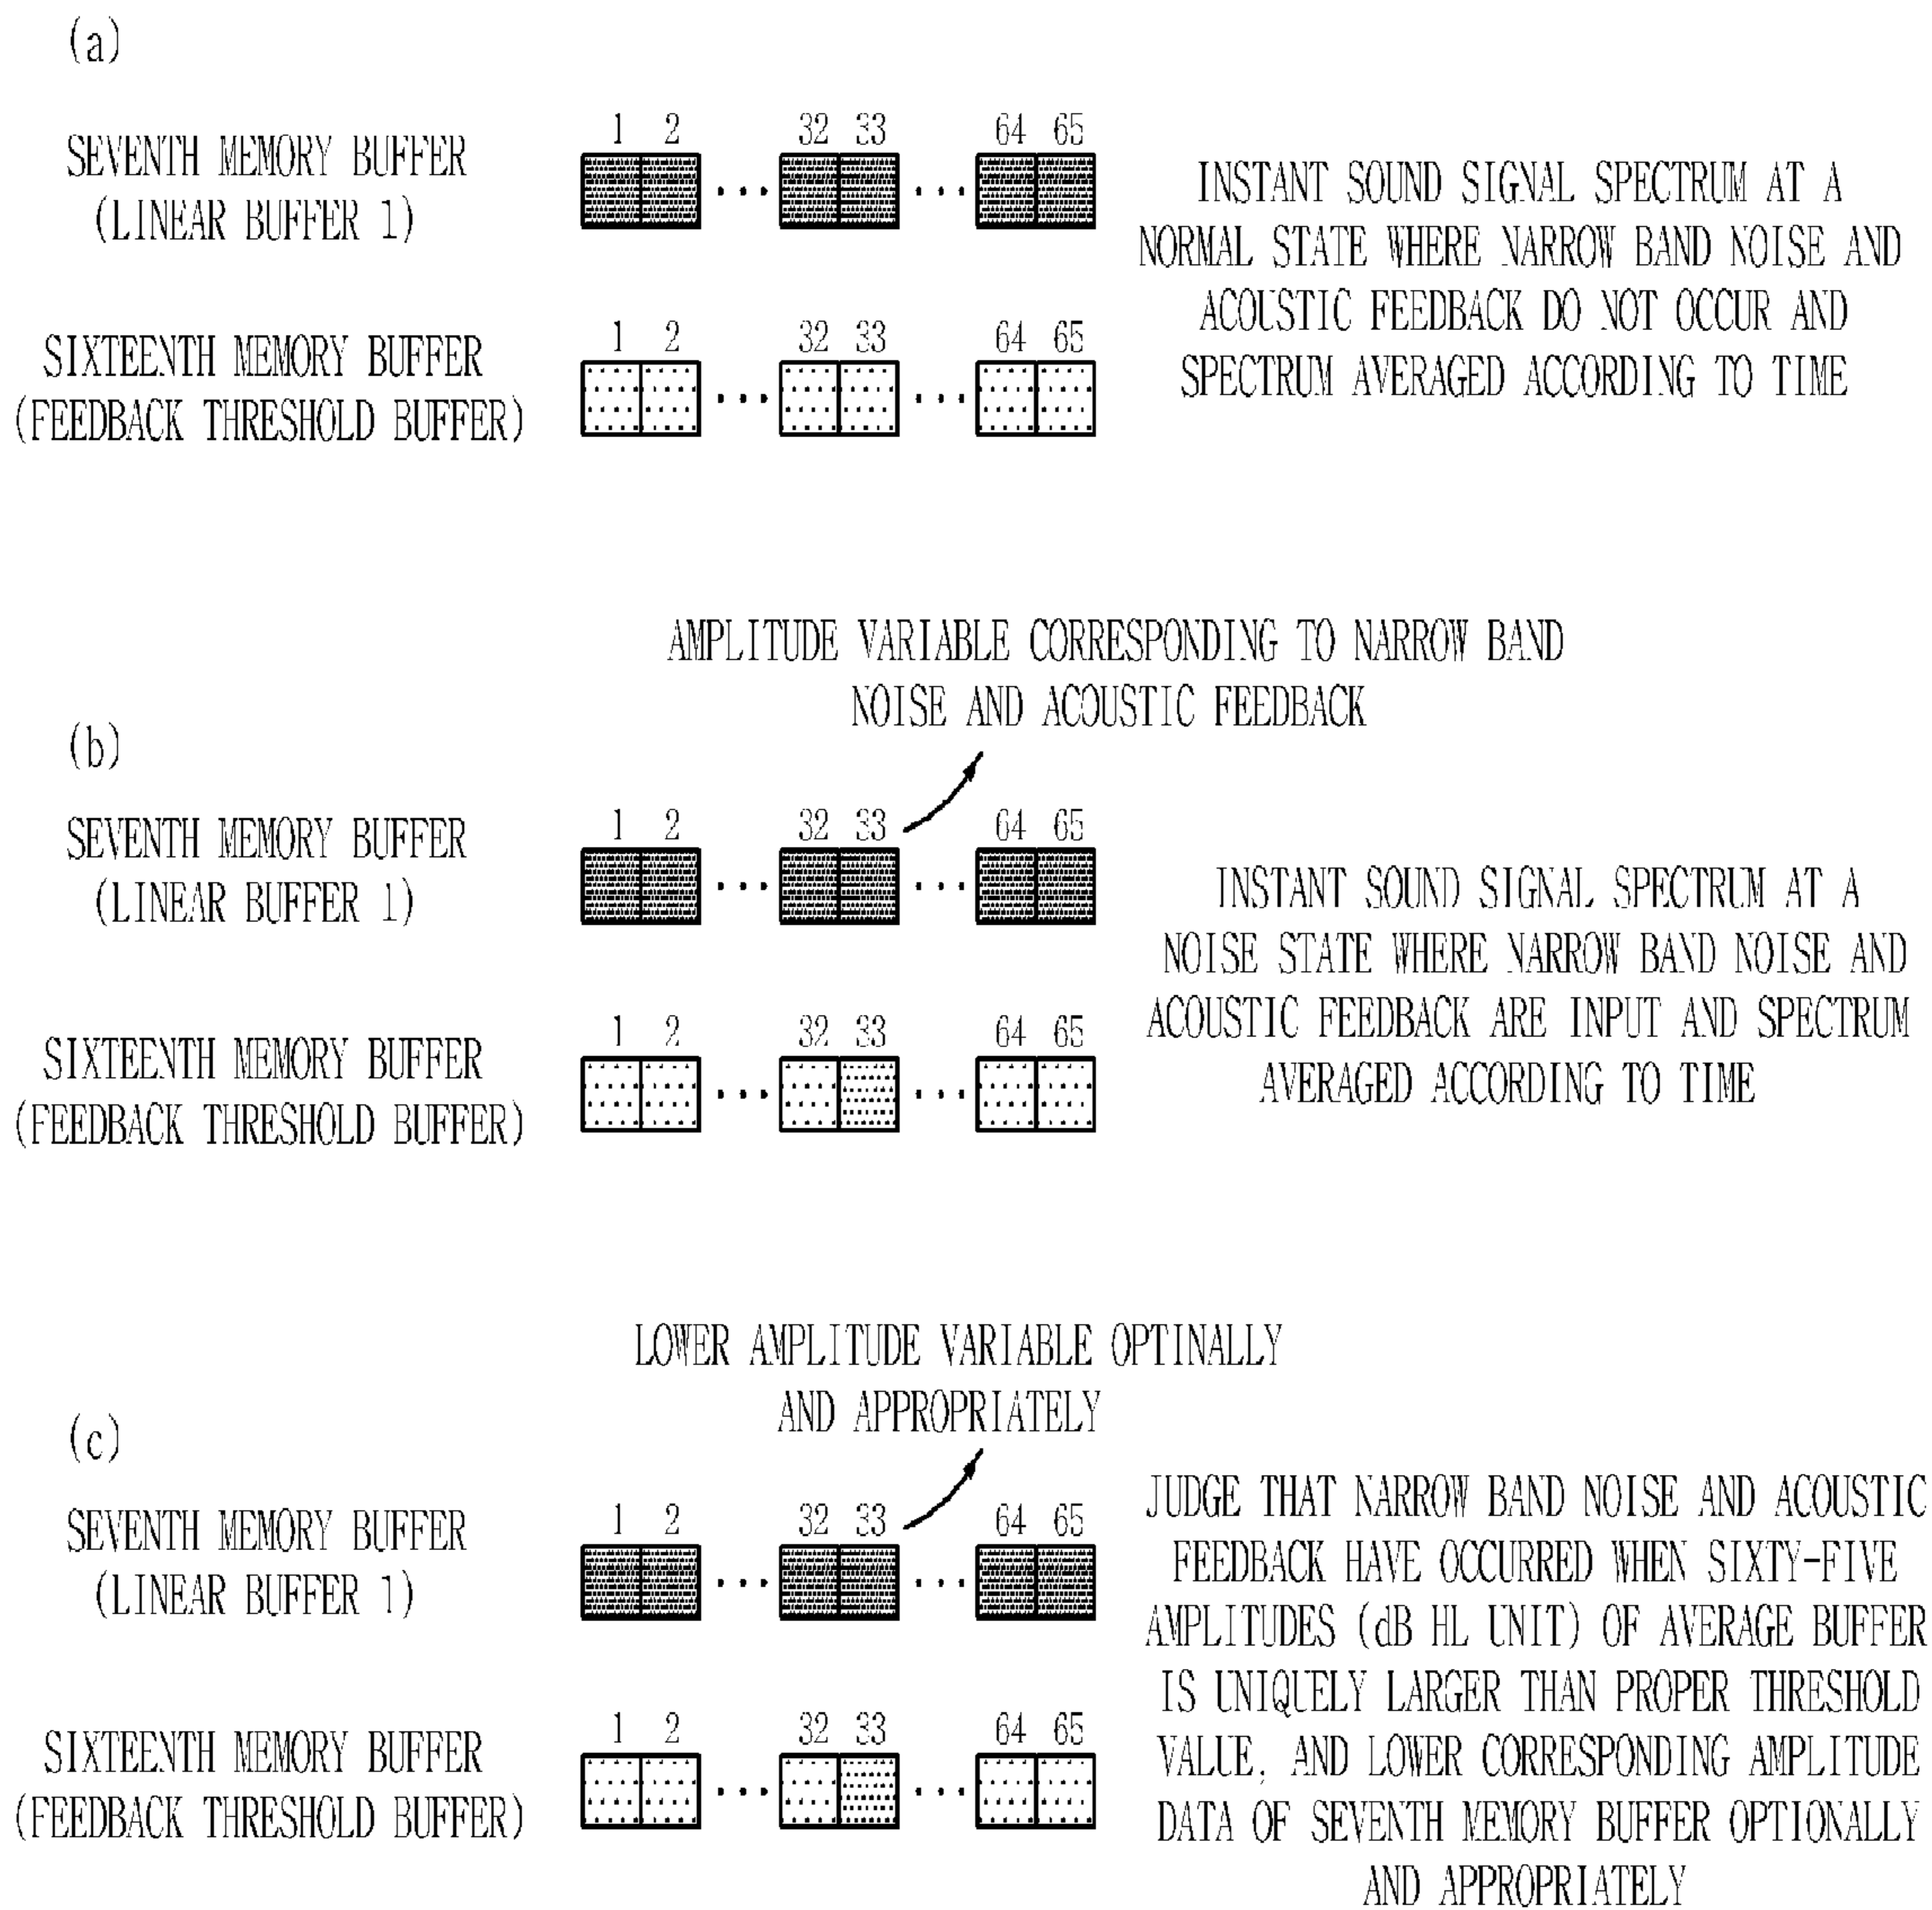 (a)
1 2 32 33 64 65
SEVENTH MEMORY BUFFER
(LINEAR BUFFER 1)
1 2 32 33 64 65
SIXTEENTH MEMORY BUFFER
(FEEDBACK THRESHOLD BUFFER)
INSTANT SOUND SIGNAL SPECTRUM AT A
NORMAL STATE WHERE NARROW BAND NOISE AND
ACOUSTIC FEEDBACK DO NOT OCCUR AND
SPECTRUM AVERAGED ACCORDING TO TIME
AMPLITUDE VARIABLE CORRESPONDING TO NARROW BAND
NOISE AND ACOUSTIC FEEDBACK
(b)
1 2 32 33 64 65
SEVENTH MEMORY BUFFER
(LINEAR BUFFER 1)
1 2 32 33 64 65
SIXTEENTH MEMORY BUFFER
(FEEDBACK THRESHOLD BUFFER)
INSTANT SOUND SIGNAL SPECTRUM AT A
NOISE STATE WHERE NARROW BAND NOISE AND
ACOUSTIC FEEDBACK ARE INPUT AND SPECTRUM
AVERAGED ACCORDING TO TIME
LOWER AMPLITUDE VARIABLE OPTINALLY
AND APPROPRIATELY
(c)
1 2 32 33 64 65
SEVENTH MEMORY BUFFER
(LINEAR BUFFER 1)
1 2 32 33 64 65
SIXTEENTH MEMORY BUFFER
(FEEDBACK THRESHOLD BUFFER)
JUDGE THAT NARROW BAND NOISE AND ACOUSTIC
FEEDBACK HAVE OCCURRED WHEN SIXTY-FIVE
AMPLITUDES (dB HL UNIT) OF AVERAGE BUFFER
IS UNIQUELY LARGER THAN PROPER THRESHOLD
VALUE, AND LOWER CORRESPONDING AMPLITUDE
DATA OF SEVENTH MEMORY BUFFER OPTIONALLY
AND APPROPRIATELY